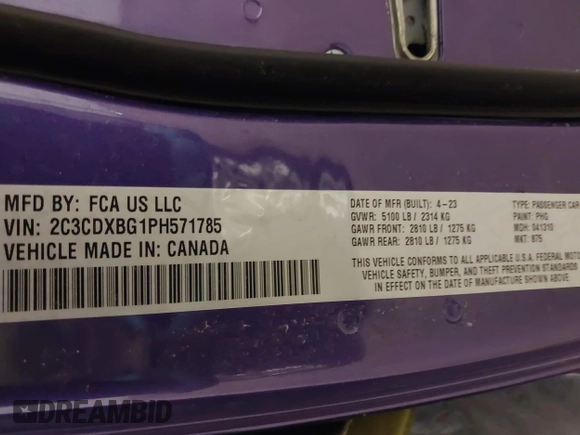 MFD BY: FCA US LLC
VIN: 2C3CDXBG1PH571785
VEHICLE MADE IN: CANADA
DATE OF MFR (BUILT): 4-23
GVWR: 5100 LB / 2314 KG
GAWR FRONT: 2810 LB / 1275 KG
GAWR REAR: 2810 LB / 1275 KG
TYPE: PASSENGER CAR
PAINT: PHG
MDH: 041310
MKT: 875
THIS VEHICLE CONFORMS TO ALL APPLICABLE U.S.A. FEDERAL MOTO
VEHICLE SAFETY, BUMPER, AND THEFT PREVENTION STANDARDS
IN EFFECT ON THE DATE OF MANUFACTURE SHOWN ABOVE.
DREAMBID